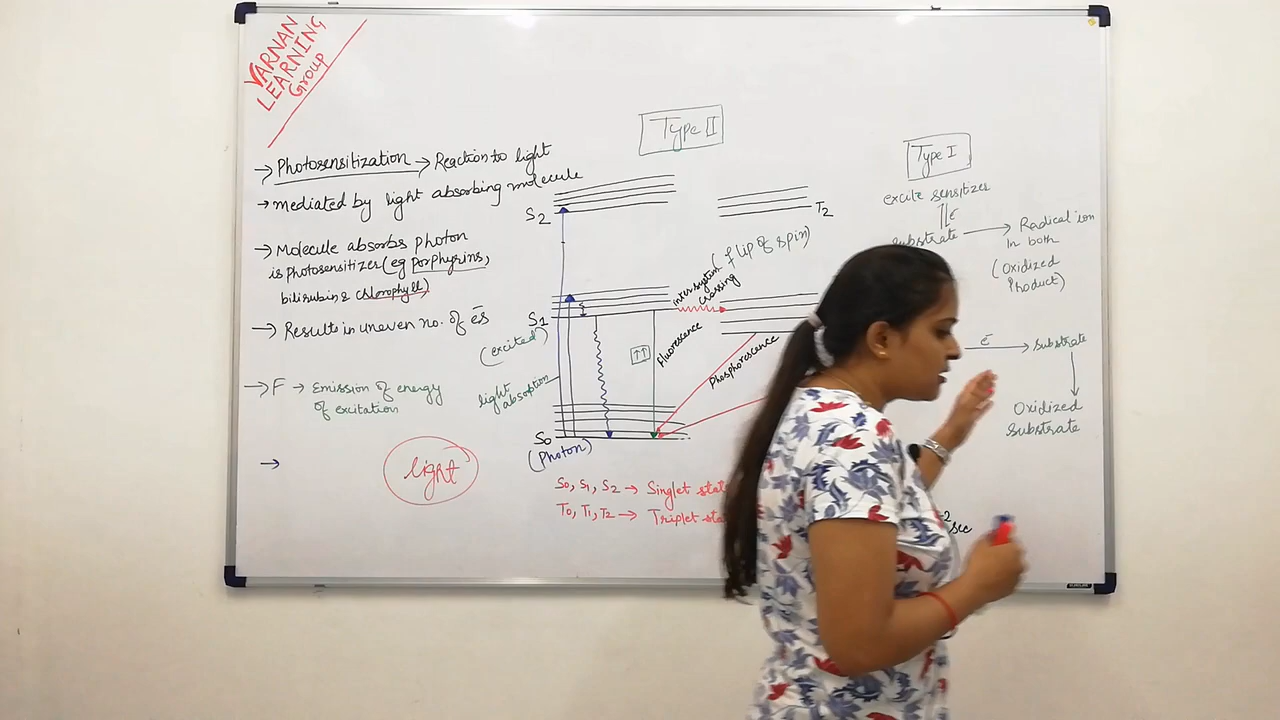 VARNAN
LEARNING
Group
→ Photosensitization → Reaction to light
→ mediated by light absorbing molecule
→ Molecule absorbs photon
is photosensitizer (eg porphyrins,
bilirubin & chlorophyll)
→ Results in uneven no. of ēs
→ F → Emission of energy
of excitation
→
light
Type II
S2
T2
S1
(excited)
light
absorption
S0
(Photon)
intersystem
crossing
(flip of spin)
Fluorescence
↑↑
Phosphorescence
S0, S1, S2 → Singlet
T0, T1, T2 → Triplet
Type I
excite sensitizer
ē
substrate → Radical ion
In both
(Oxidized
Product)
ē → Substrate
Oxidized
Substrate
sec